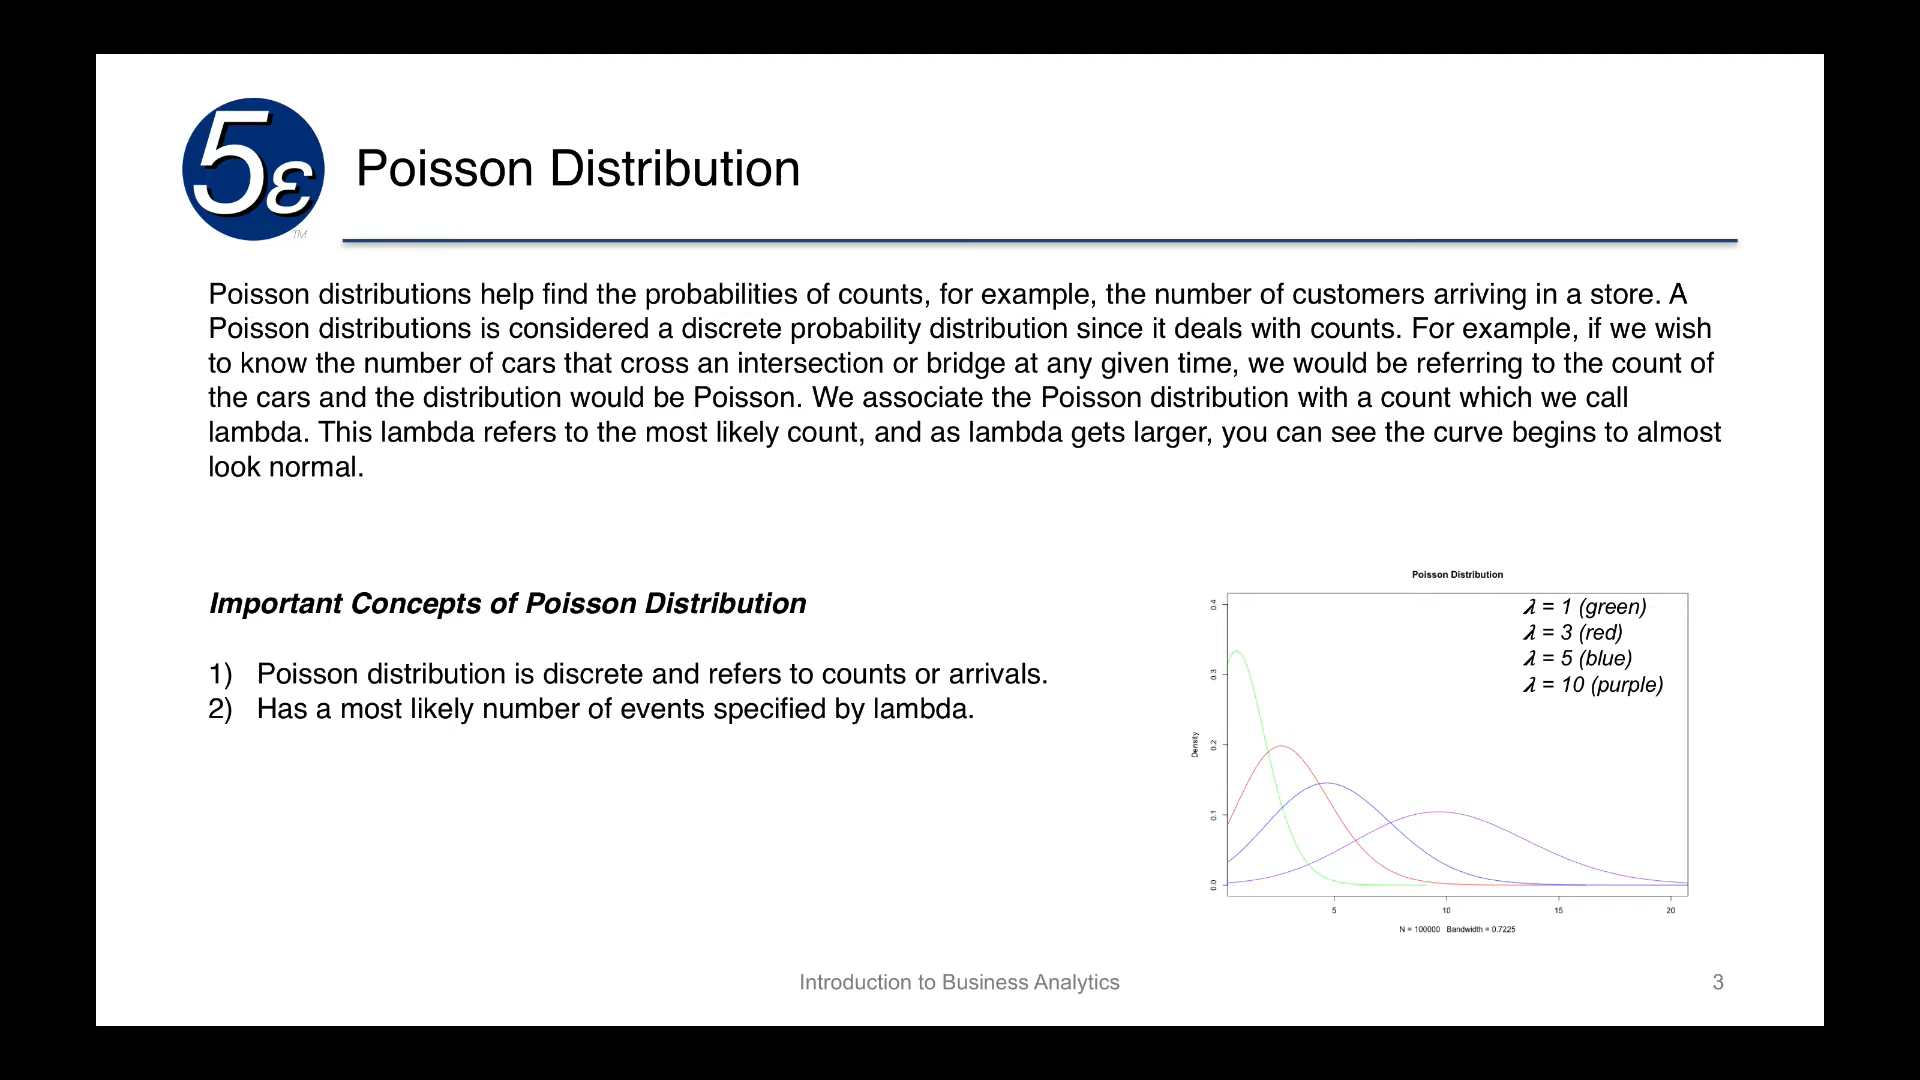 5ε
TM
Poisson Distribution
Poisson distributions help find the probabilities of counts, for example, the number of customers arriving in a store. A
Poisson distributions is considered a discrete probability distribution since it deals with counts. For example, if we wish
to know the number of cars that cross an intersection or bridge at any given time, we would be referring to the count of
the cars and the distribution would be Poisson. We associate the Poisson distribution with a count which we call
lambda. This lambda refers to the most likely count, and as lambda gets larger, you can see the curve begins to almost
look normal.
Important Concepts of Poisson Distribution
1) Poisson distribution is discrete and refers to counts or arrivals.
2) Has a most likely number of events specified by lambda.
Poisson Distribution
λ = 1 (green)
λ = 3 (red)
λ = 5 (blue)
λ = 10 (purple)
Density
0.4
0.3
0.2
0.1
0.0
5 10 15 20
N = 100000 Bandwidth = 0.7225
Introduction to Business Analytics
3